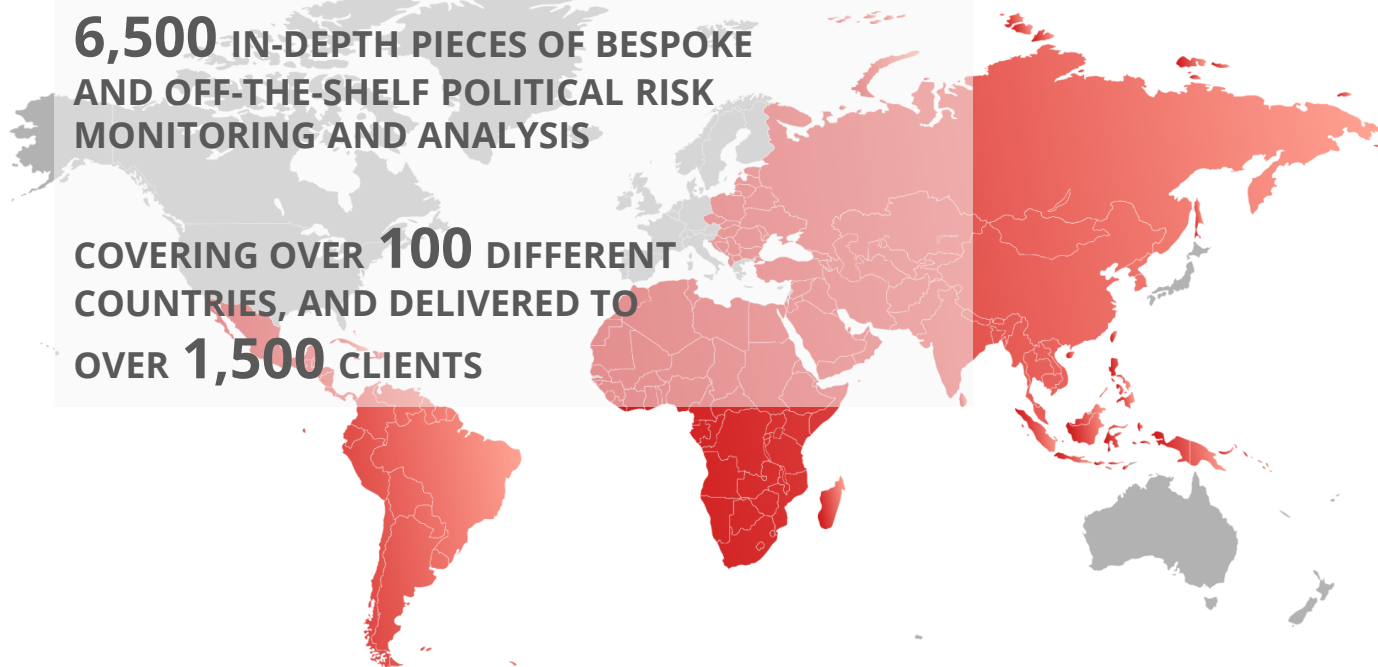 6,500 IN-DEPTH PIECES OF BESPOKE
AND OFF-THE-SHELF POLITICAL RISK
MONITORING AND ANALYSIS
COVERING OVER 100 DIFFERENT
COUNTRIES, AND DELIVERED TO
OVER 1,500 CLIENTS